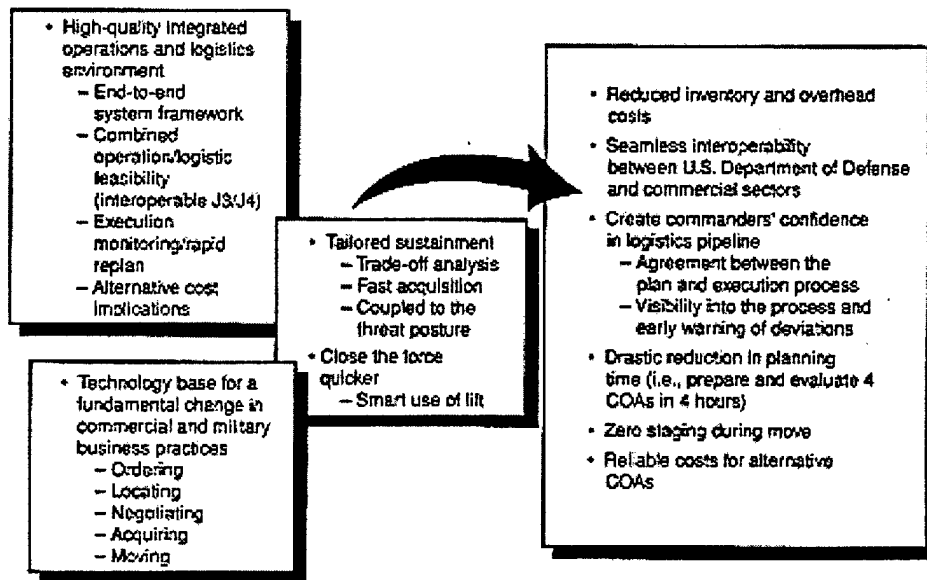 • High-quality integrated
operations and logistics
environment
– End-to-end
system framework
– Combined
operation/logistic
feasibility
(interoperable J3/J4)
– Execution
monitoring/rapid
replan
– Alternative cost
implications
• Technology base for a
fundamental change in
commercial and military
business practices
– Ordering
– Locating
– Negotiating
– Acquiring
– Moving
• Tailored sustainment
– Trade-off analysis
– Fast acquisition
– Coupled to the
threat posture
• Close the force
quicker
– Smart use of lift
• Reduced inventory and overhead
costs
• Seamless interoperability
between U.S. Department of Defense
and commercial sectors
• Create commanders' confidence
in logistics pipeline
– Agreement between the
plan and execution process
– Visibility into the process and
early warning of deviations
• Drastic reduction in planning
time (i.e., prepare and evaluate 4
COAs in 4 hours)
• Zero staging during move
• Reliable costs for alternative
COAs